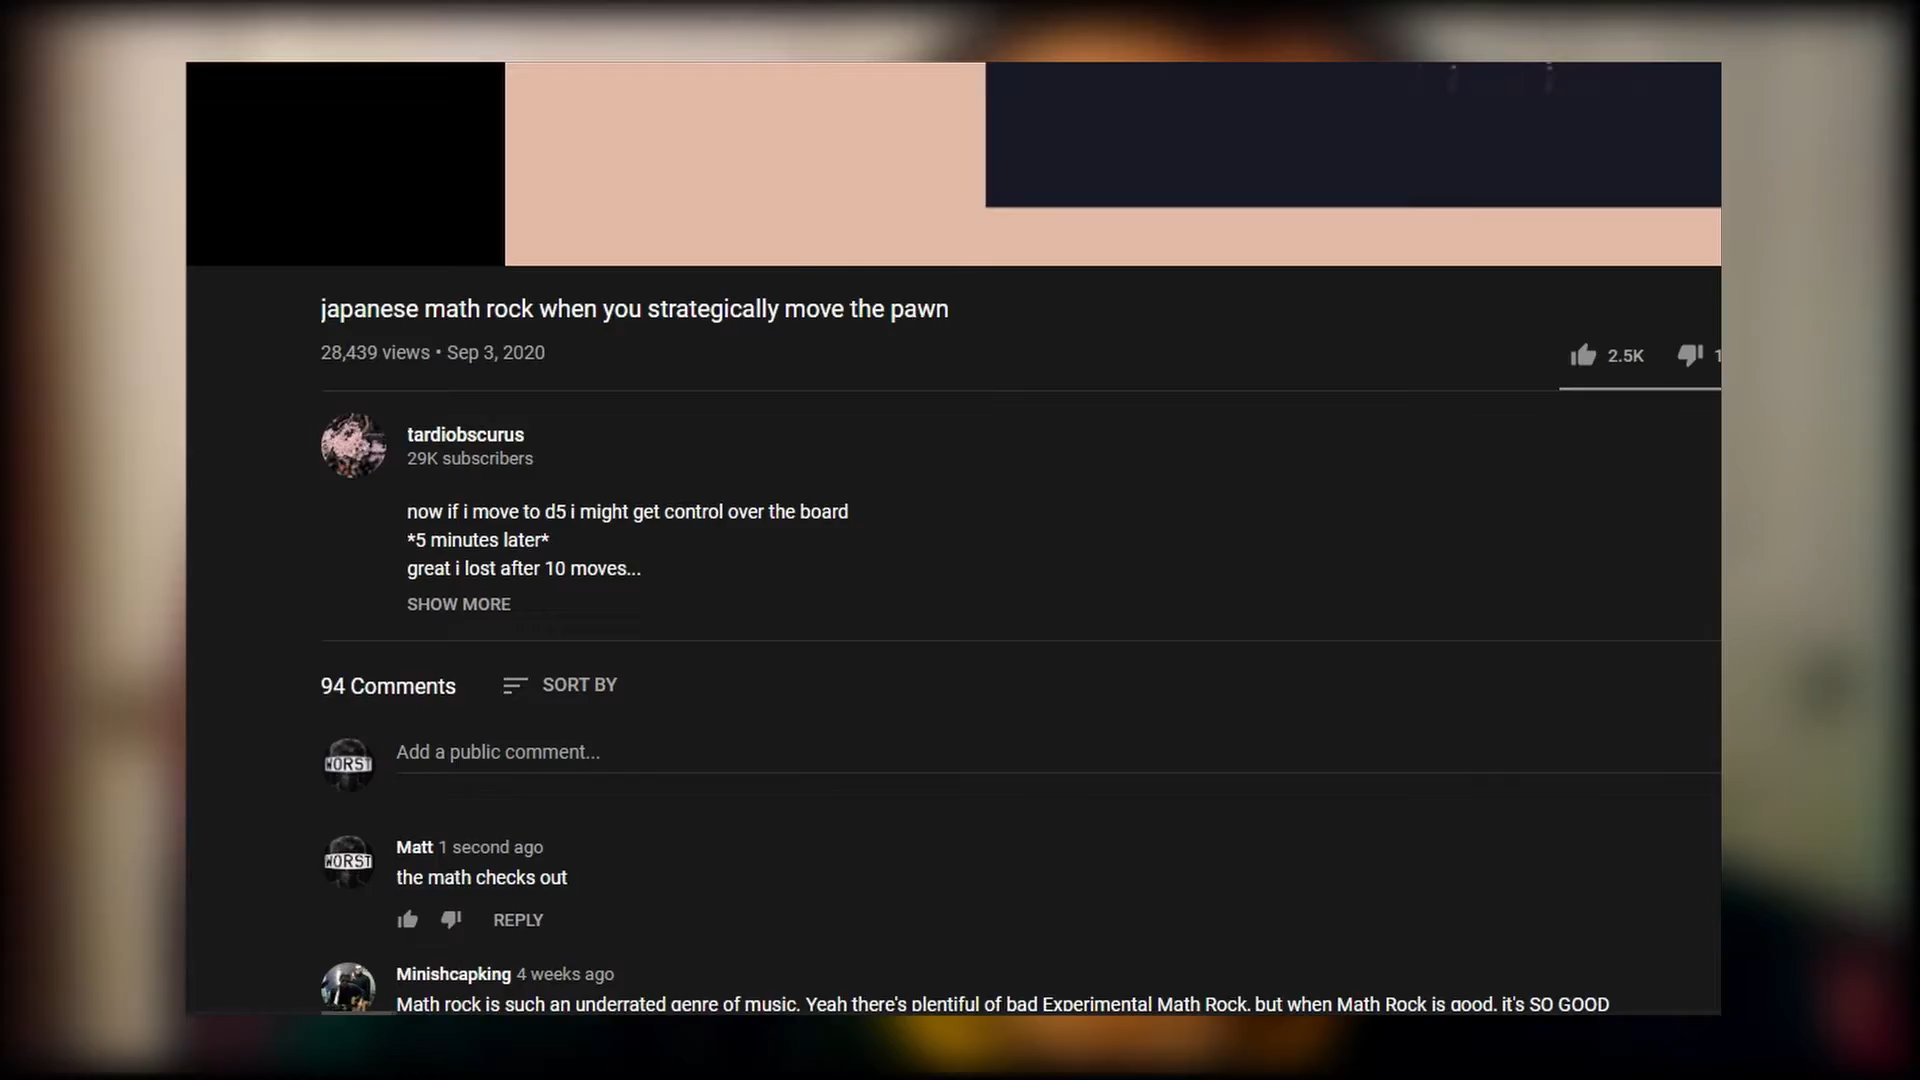 japanese math rock when you strategically move the pawn
28,439 views • Sep 3, 2020
2.5K
1
tardiobscurus
29K subscribers
now if i move to d5 i might get control over the board
*5 minutes later*
great i lost after 10 moves...
SHOW MORE
94 Comments
SORT BY
WORST
Add a public comment...
WORST
Matt 1 second ago
the math checks out
REPLY
Minishcapking 4 weeks ago
Math rock is such an underrated genre of music. Yeah there's plentiful of bad Experimental Math Rock, but when Math Rock is good, it's SO GOOD